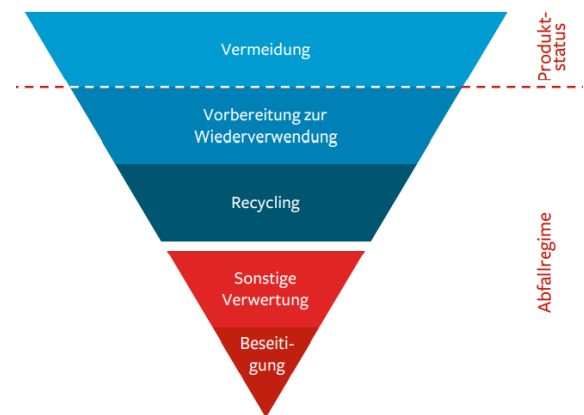 Vermeidung
Produkt-
status
Vorbereitung zur
Wiederverwendung
Recycling
Sonstige
Verwertung
Beseiti-
gung
Abfallregime